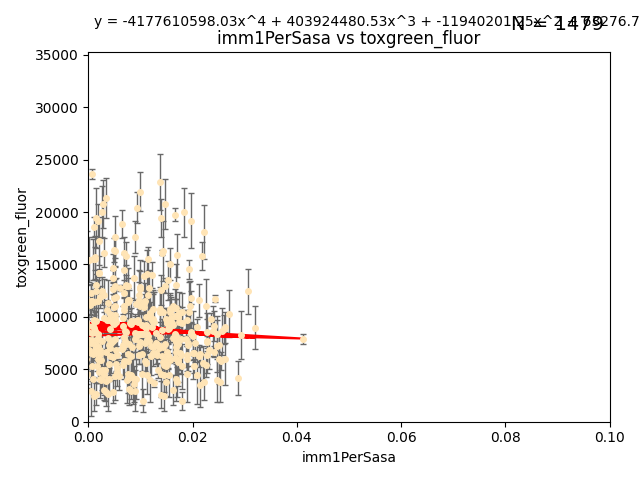 y = -4177610598.03x^4 + 403924480.53x^3 + -11940201.
N = 1479
imm1PerSasa vs toxgreen_fluor
35000
30000
25000
20000
15000
10000
5000
0
toxgreen_fluor
0.00 0.02 0.04 0.06 0.08 0.10
imm1PerSasa